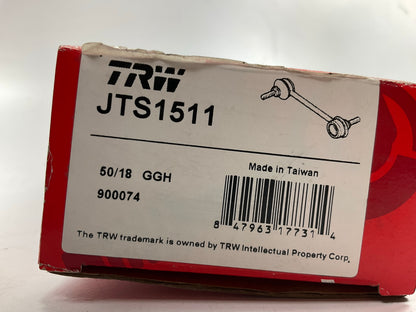 TRW
JTS1511
50/18 GGH
Made in Taiwan
900074
8 47963 17731 4
The TRW trademark is owned by TRW Intellectual Property Corp.